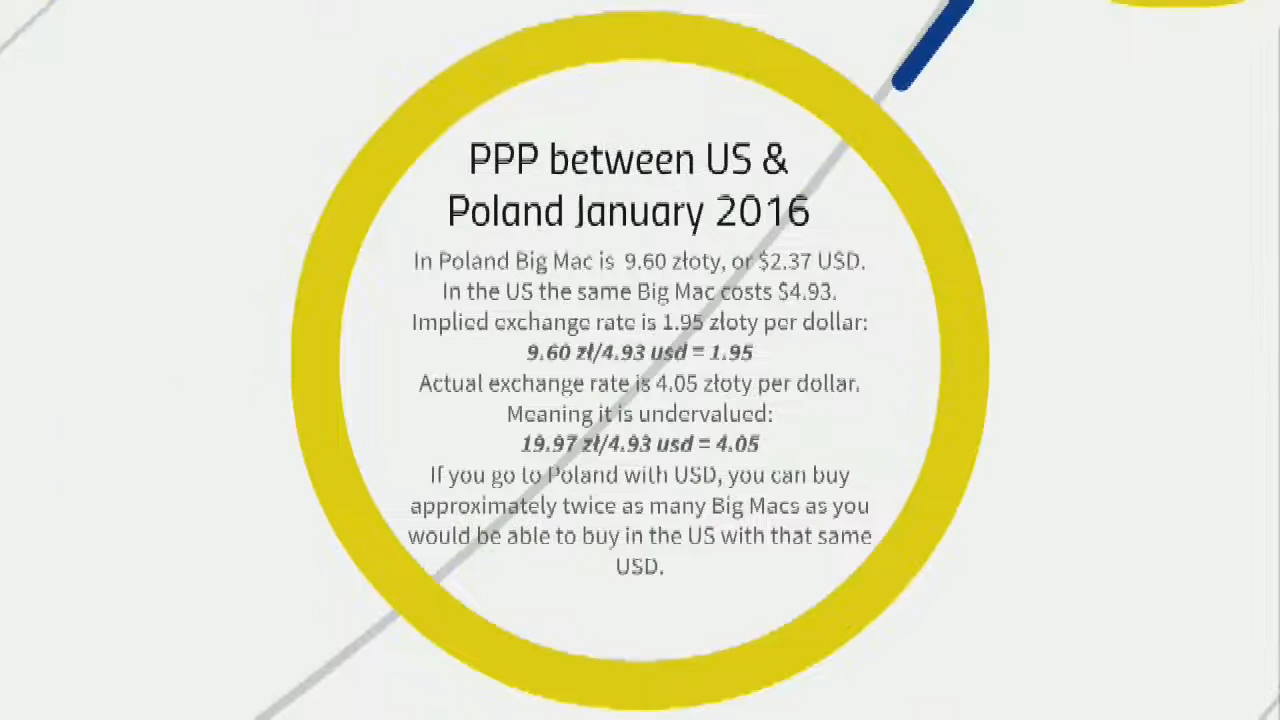 PPP between US &
Poland January 2016
In Poland Big Mac is 9.60 złoty, or $2.37 USD.
In the US the same Big Mac costs $4.93.
Implied exchange rate is 1.95 złoty per dollar:
9.60 zł/4.93 usd = 1.95
Actual exchange rate is 4.05 złoty per dollar.
Meaning it is undervalued:
19.97 zł/4.93 usd = 4.05
If you go to Poland with USD, you can buy
approximately twice as many Big Macs as you
would be able to buy in the US with that same
USD.